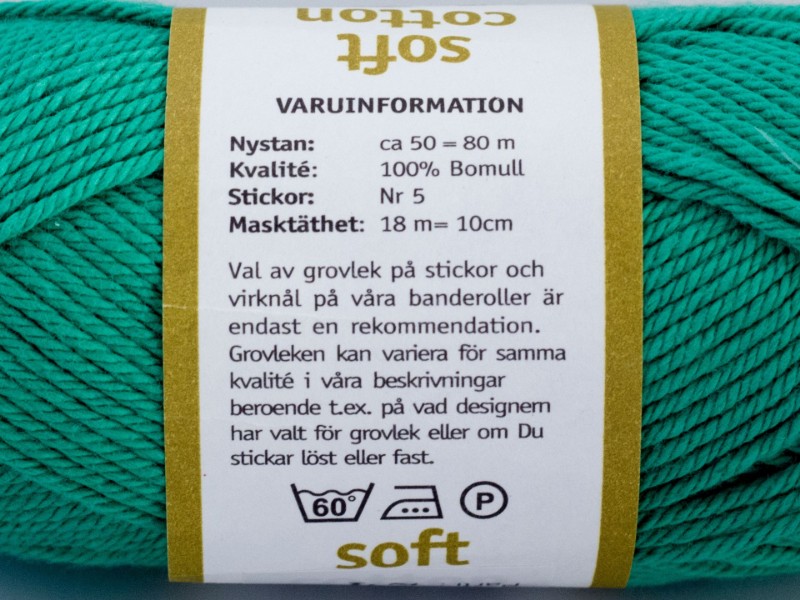 soft
cotton
VARUINFORMATION
Nystan: ca 50 = 80 m
Kvalité: 100% Bomull
Stickor: Nr 5
Masktäthet: 18 m= 10cm
Val av grovlek på stickor och
virknål på våra banderoller är
endast en rekommendation.
Grovleken kan variera för samma
kvalité i våra beskrivningar
beroende t.ex. på vad designern
har valt för grovlek eller om Du
stickar löst eller fast.
60° P
soft